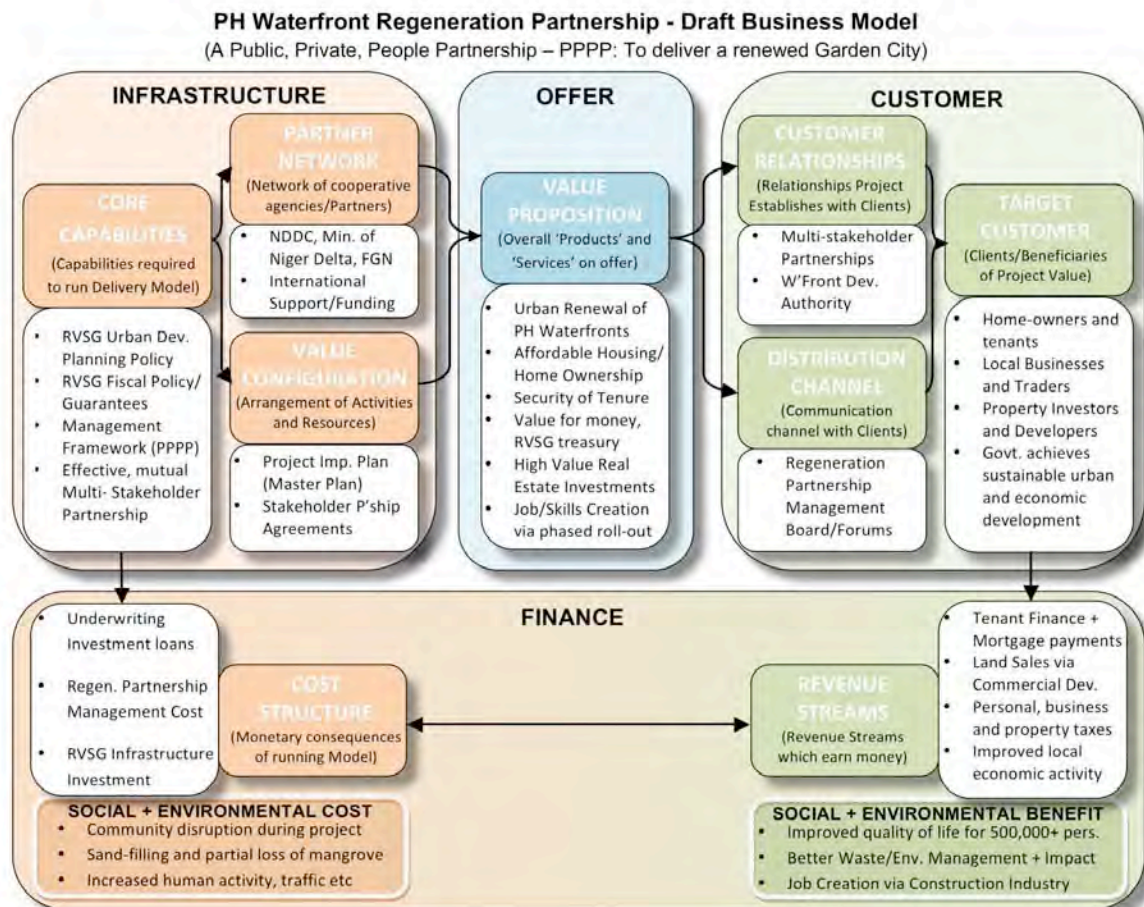 PH Waterfront Regeneration Partnership - Draft Business Model
(A Public, Private, People Partnership – PPPP: To deliver a renewed Garden City)
INFRASTRUCTURE
CORE
CAPABILITIES
(Capabilities required
to run Delivery Model)
• RVSG Urban Dev.
Planning Policy
• RVSG Fiscal Policy/
Guarantees
• Management
Framework (PPPP)
• Effective, mutual
Multi- Stakeholder
Partnership
PARTNER
NETWORK
(Network of cooperative
agencies/Partners)
• NDDC, Min. of
Niger Delta, FGN
• International
Support/Funding
VALUE
CONFIGURATION
(Arrangement of Activities
and Resources)
• Project Imp. Plan
(Master Plan)
• Stakeholder P'ship
Agreements
OFFER
VALUE
PROPOSITION
(Overall 'Products' and
'Services' on offer)
• Urban Renewal of
PH Waterfronts
• Affordable Housing/
Home Ownership
• Security of Tenure
• Value for money,
RVSG treasury
• High Value Real
Estate Investments
• Job/Skills Creation
via phased roll-out
CUSTOMER
CUSTOMER
RELATIONSHIPS
(Relationships Project
Establishes with Clients)
• Multi-stakeholder
Partnerships
• W'Front Dev.
Authority
DISTRIBUTION
CHANNEL
(Communication
channel with Clients)
• Regeneration
Partnership
Management
Board/Forums
TARGET
CUSTOMER
(Clients/Beneficiaries
of Project Value)
• Home-owners and
tenants
• Local Businesses
and Traders
• Property Investors
and Developers
• Govt. achieves
sustainable urban
and economic
development
FINANCE
• Underwriting
Investment loans
• Regen. Partnership
Management Cost
• RVSG Infrastructure
Investment
COST
STRUCTURE
(Monetary consequences
of running Model)
REVENUE
STREAMS
(Revenue Streams
which earn money)
• Tenant Finance +
Mortgage payments
• Land Sales via
Commercial Dev.
• Personal, business
and property taxes
• Improved local
economic activity
SOCIAL + ENVIRONMENTAL COST
• Community disruption during project
• Sand-filling and partial loss of mangrove
• Increased human activity, traffic etc
SOCIAL + ENVIRONMENTAL BENEFIT
• Improved quality of life for 500,000+ pers.
• Better Waste/Env. Management + Impact
• Job Creation via Construction Industry